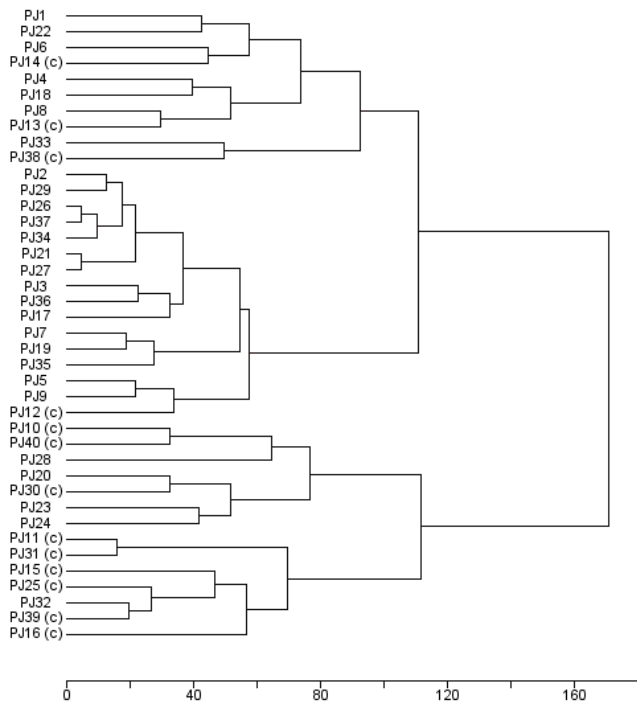 PJ1
PJ22
PJ6
PJ14 (c)
PJ4
PJ18
PJ8
PJ13 (c)
PJ33
PJ38 (c)
PJ2
PJ29
PJ26
PJ37
PJ34
PJ21
PJ27
PJ3
PJ36
PJ17
PJ7
PJ19
PJ35
PJ5
PJ9
PJ12 (c)
PJ10 (c)
PJ40 (c)
PJ28
PJ20
PJ30 (c)
PJ23
PJ24
PJ11 (c)
PJ31 (c)
PJ15 (c)
PJ25 (c)
PJ32
PJ39 (c)
PJ16 (c)
0 40 80 120 160